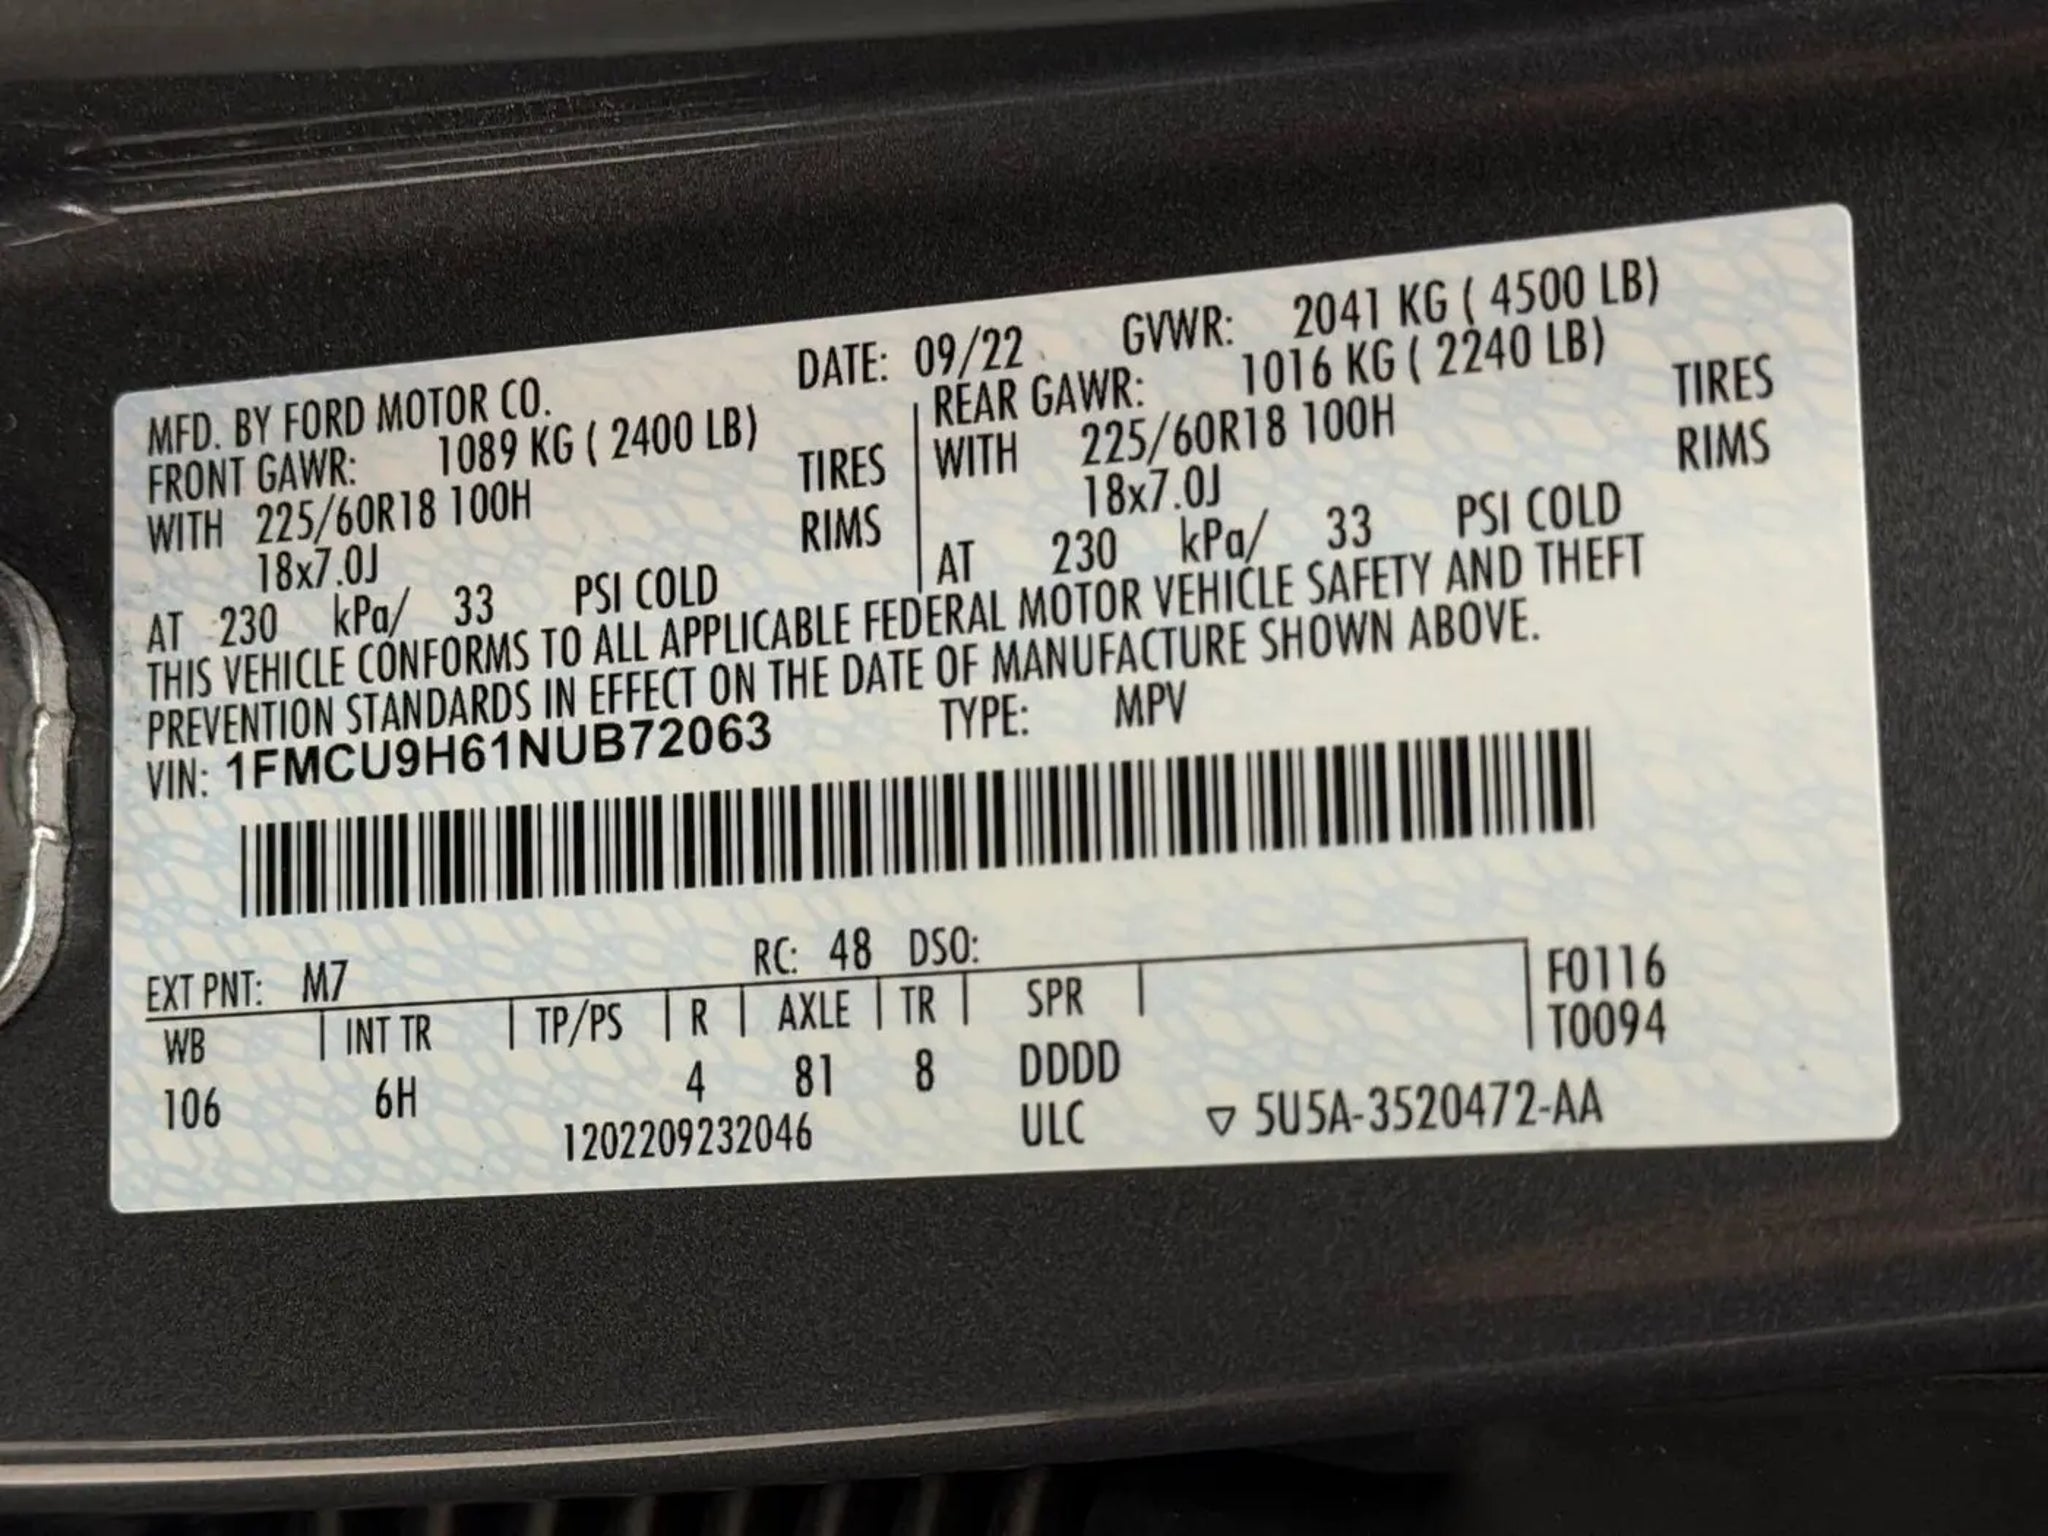 MFD. BY FORD MOTOR CO. DATE: 09/22 GVWR: 2041 KG ( 4500 LB)
FRONT GAWR: 1089 KG ( 2400 LB) REAR GAWR: 1016 KG ( 2240 LB)
WITH 225/60R18 100H TIRES WITH 225/60R18 100H TIRES
18x7.0J RIMS 18x7.0J RIMS
AT 230 kPa/ 33 PSI COLD AT 230 kPa/ 33 PSI COLD
THIS VEHICLE CONFORMS TO ALL APPLICABLE FEDERAL MOTOR VEHICLE SAFETY AND THEFT
PREVENTION STANDARDS IN EFFECT ON THE DATE OF MANUFACTURE SHOWN ABOVE.
VIN: 1FMCU9H61NUB72063 TYPE: MPV
EXT PNT: M7 RC: 48 DSO: F0116
WB INT TR TP/PS R AXLE TR SPR T0094
106 6H 4 81 8 DDDD
1202209232046 ULC ▽ 5U5A-3520472-AA